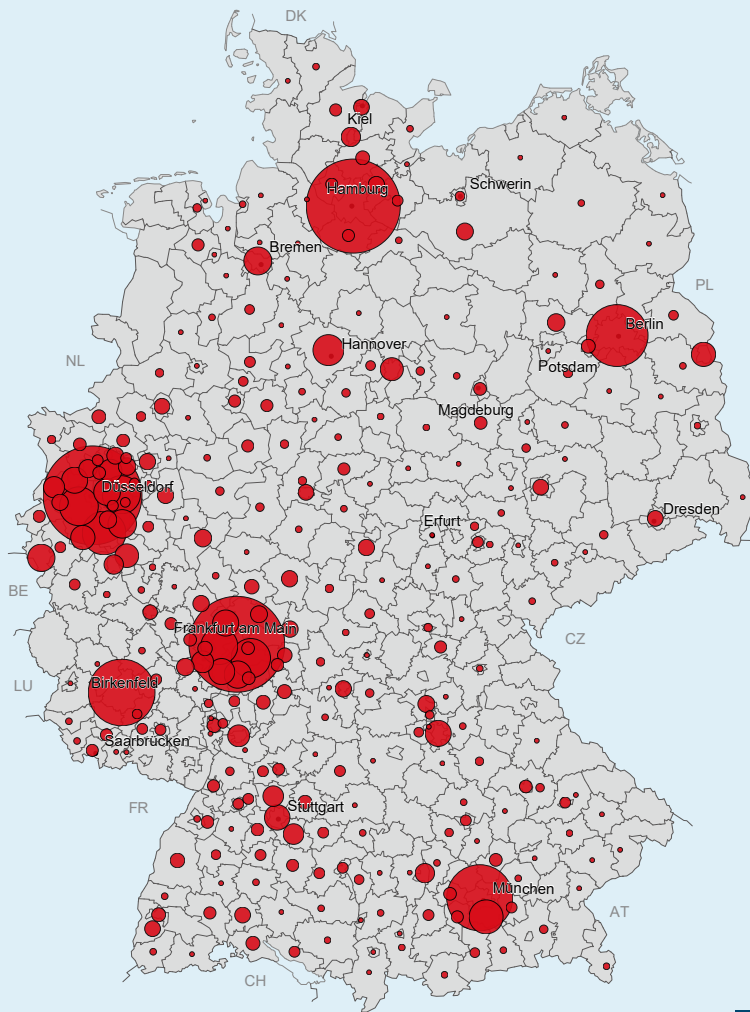 DK
Kiel
Schwerin
Hamburg
Bremen
PL
Berlin
Hannover
NL
Potsdam
Magdeburg
Düsseldorf
Dresden
Erfurt
BE
Frankfurt am Main
CZ
LU
Birkenfeld
Saarbrücken
FR
Stuttgart
München
AT
CH